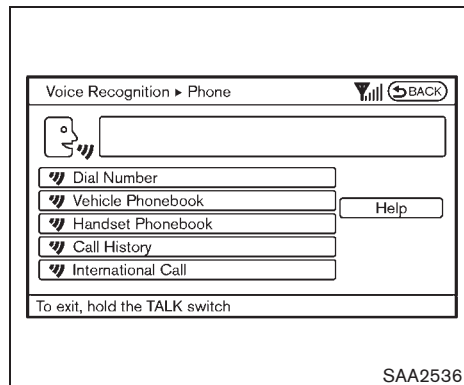 Voice Recognition ▶ Phone
BACK
Dial Number
Vehicle Phonebook
Help
Handset Phonebook
Call History
International Call
To exit, hold the TALK switch
SAA2536